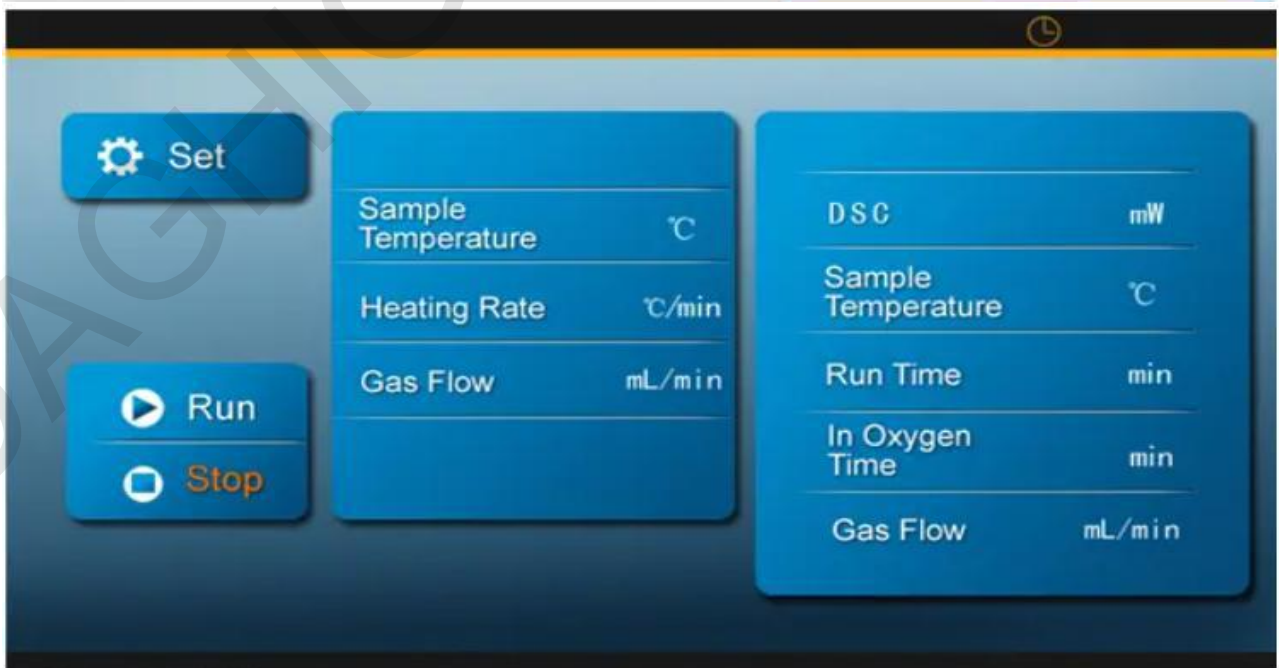 Set
Sample
Temperature ℃
Heating Rate ℃/min
Gas Flow mL/min
Run
Stop
DSC mW
Sample
Temperature ℃
Run Time min
In Oxygen
Time min
Gas Flow mL/min